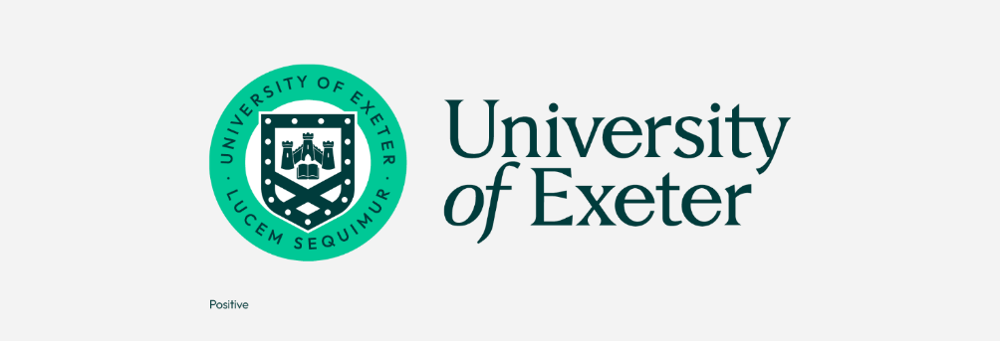 UNIVERSITY OF EXETER
· LUCEM SEQUIMUR ·
University
of Exeter
Positive